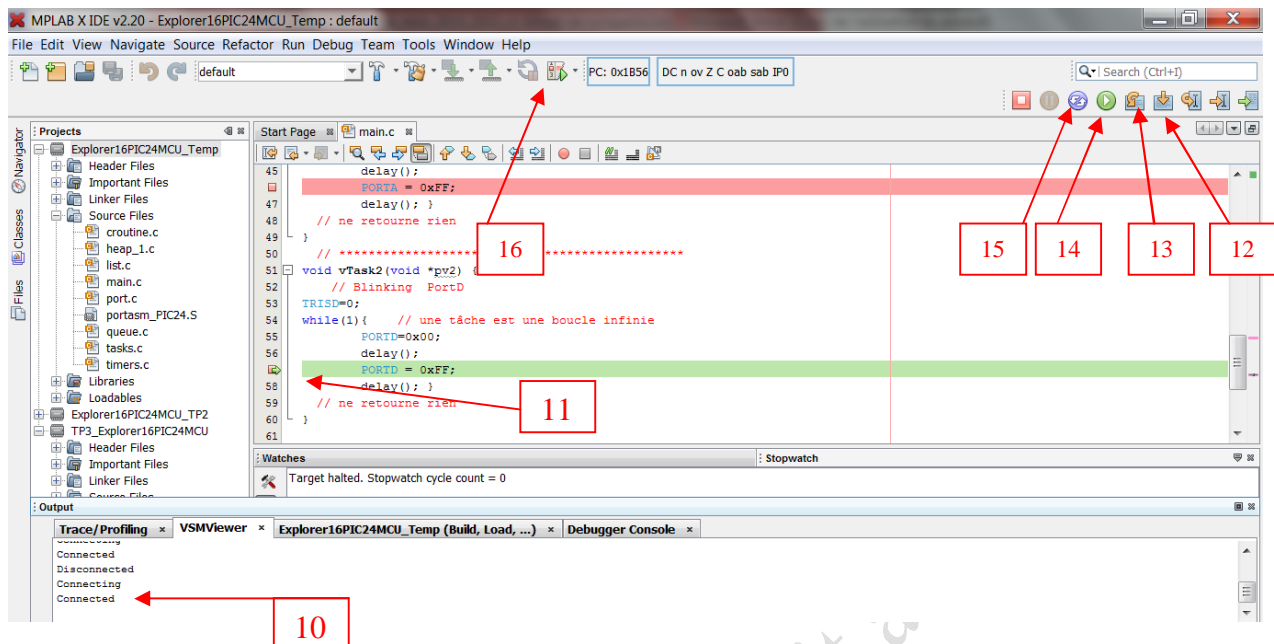 MPLAB X IDE v2.20 - Explorer16PIC24MCU_Temp : default
File Edit View Navigate Source Refactor Run Debug Team Tools Window Help
default
PC: 0x1B56
DC n ov Z C oab sab IP0
Search (Ctrl+I)
Navigator
Classes
Files
Projects
Explorer16PIC24MCU_Temp
Header Files
Important Files
Linker Files
Source Files
croutine.c
heap_1.c
list.c
main.c
port.c
portasm_PIC24.S
queue.c
tasks.c
timers.c
Libraries
Loadables
Explorer16PIC24MCU_TP2
TP3_Explorer16PIC24MCU
Header Files
Important Files
Linker Files
Source Files
Start Page
main.c
45 delay();
PORTA = 0xFF;
47 delay(); }
48 // ne retourne rien
49 }
50 // ***********************************************
51 void vTask2(void *pv2) {
52 // Blinking PortD
53 TRISD=0;
54 while(1){ // une tâche est une boucle infinie
55 PORTD=0x00;
56 delay();
PORTD = 0xFF;
58 delay(); }
59 // ne retourne rien
60 }
61
16
15
14
13
12
11
Watches
Stopwatch
Target halted. Stopwatch cycle count = 0
Output
Trace/Profiling × VSMViewer × Explorer16PIC24MCU_Temp (Build, Load, ...) × Debugger Console ×
Connecting
Connected
Disconnected
Connecting
Connected
10